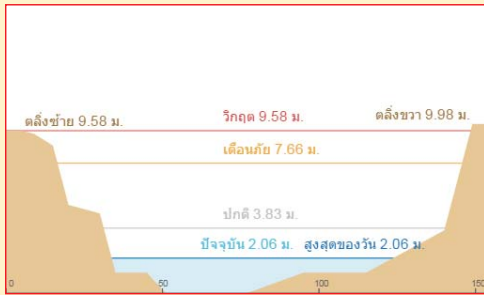 วิกฤต 9.58 ม.
ตลิ่งซ้าย 9.58 ม.
ตลิ่งขวา 9.98 ม.
เตือนภัย 7.66 ม.
ปกติ 3.83 ม.
ปัจจุบัน 2.06 ม. สูงสุดของวัน 2.06 ม.
0 50 100 150